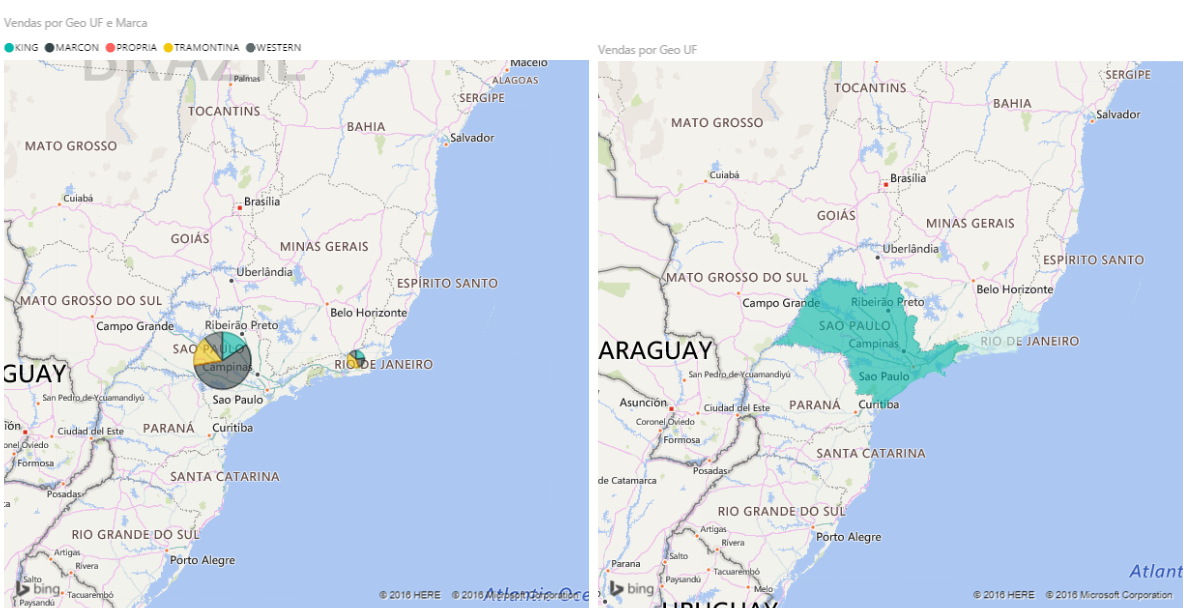 Vendas por Geo UF e Marca
KING MARCON PROPRIA TRAMONTINA WESTERN
BRAZIL
Maceió
Palmas
ALAGOAS
SERGIPE
TOCANTINS
BAHIA
Salvador
MATO GROSSO
Cuiabá
Brasília
GOIÁS
MINAS GERAIS
Uberlândia
ESPÍRITO SANTO
MATO GROSSO DO SUL
Belo Horizonte
Campo Grande
Ribeirão Preto
SAO PAULO
Campinas
RIO DE JANEIRO
GUAY
San Pedro de Ycuamandiyú
Sao Paulo
Ciudad del Este
PARANÁ
Curitiba
Formosa
SANTA CATARINA
Posadas
RIO GRANDE DO SUL
Artigas
Porto Alegre
Rivera
Salto
Tacuarembó
Paysandú
bing
© 2016 HERE © 2016 Microsoft Corporation
Vendas por Geo UF
SERGIPE
TOCANTINS
BAHIA
Salvador
MATO GROSSO
Cuiabá
Brasília
GOIÁS
MINAS GERAIS
Uberlândia
ESPÍRITO SANTO
MATO GROSSO DO SUL
Belo Horizonte
Campo Grande
Ribeirão Preto
SAO PAULO
Campinas
RIO DE JANEIRO
ARAGUAY
San Pedro de Ycuamandiyú
Sao Paulo
Asunción
Ciudad del Este
PARANÁ
Curitiba
Coronel Oviedo
Formosa
SANTA CATARINA
Posadas
de Catamarca
RIO GRANDE DO SUL
Artigas
Porto Alegre
Rivera
Salto
Parana
Tacuarembó
Paysandú
Atlant
Melo
bing
© 2016 HERE © 2016 Microsoft Corporation
URUGUAY